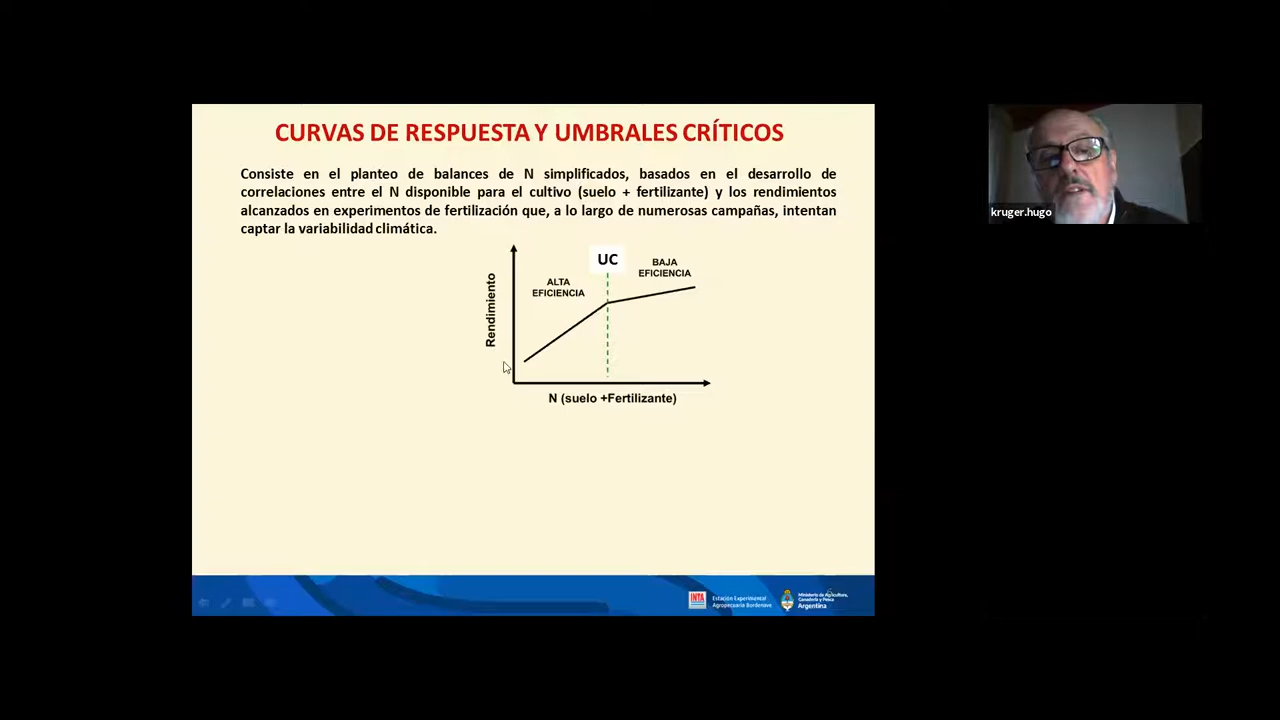 CURVAS DE RESPUESTA Y UMBRALES CRÍTICOS
Consiste en el planteo de balances de N simplificados, basados en el desarrollo de
correlaciones entre el N disponible para el cultivo (suelo + fertilizante) y los rendimientos
alcanzados en experimentos de fertilización que, a lo largo de numerosas campañas, intentan
captar la variabilidad climática.
UC
BAJA
EFICIENCIA
ALTA
EFICIENCIA
Rendimiento
N (suelo +Fertilizante)
kruger.hugo
INTA
Estación Experimental
Agropecuaria Bordenave
Ministerio de Agricultura,
Ganadería y Pesca
Argentina